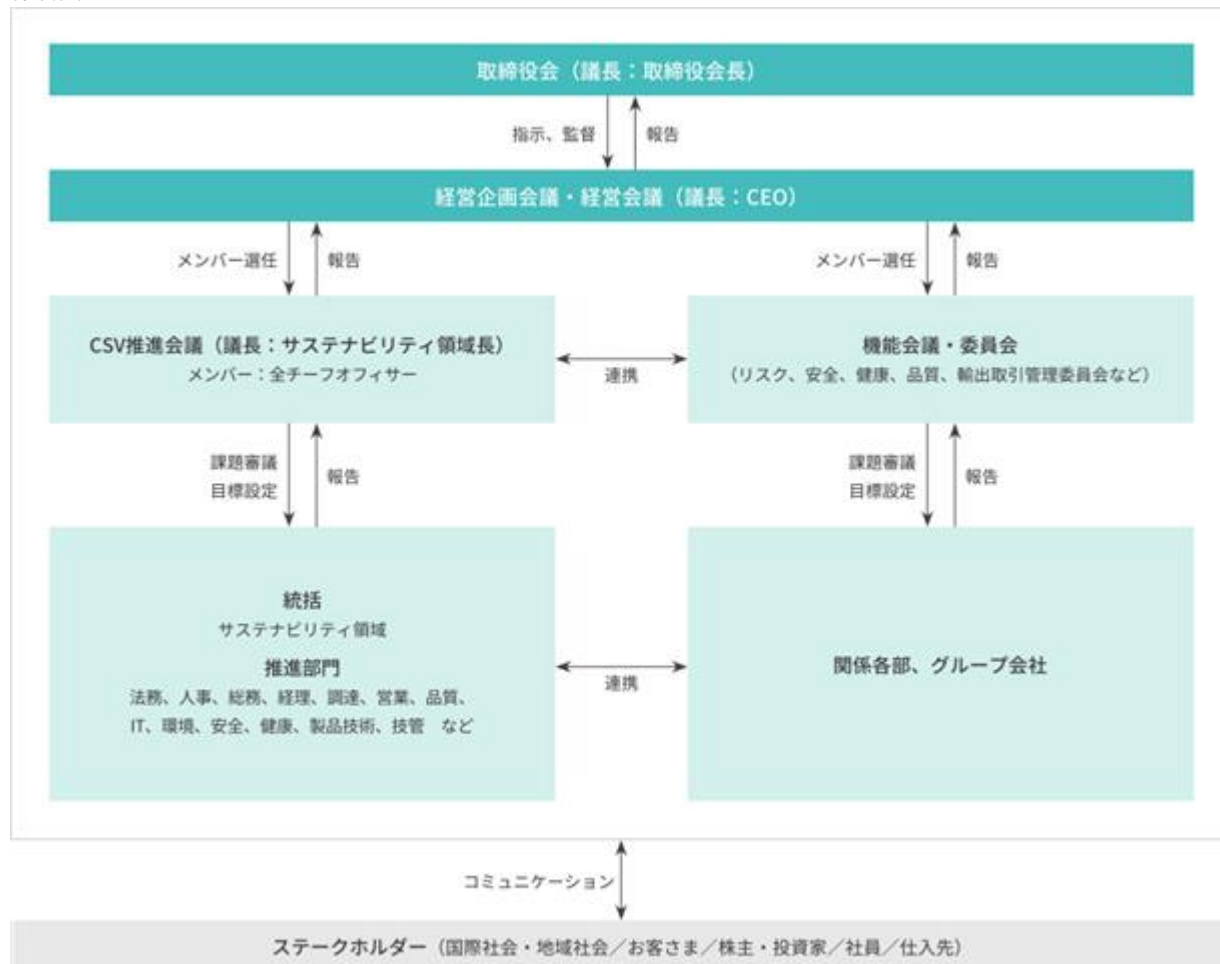 取締役会（議長：取締役会長）
指示、監督
報告
経営企画会議・経営会議（議長：CEO）
メンバー選任
報告
メンバー選任
報告
CSV推進会議（議長：サステナビリティ領域長）
メンバー：全チーフオフィサー
連携
機能会議・委員会
（リスク、安全、健康、品質、輸出取引管理委員会など）
課題審議
目標設定
報告
課題審議
目標設定
報告
統括
サステナビリティ領域
推進部門
法務、人事、総務、経理、調達、営業、品質、
IT、環境、安全、健康、製品技術、技管　など
連携
関係各部、グループ会社
コミュニケーション
ステークホルダー（国際社会・地域社会／お客さま／株主・投資家／社員／仕入先）